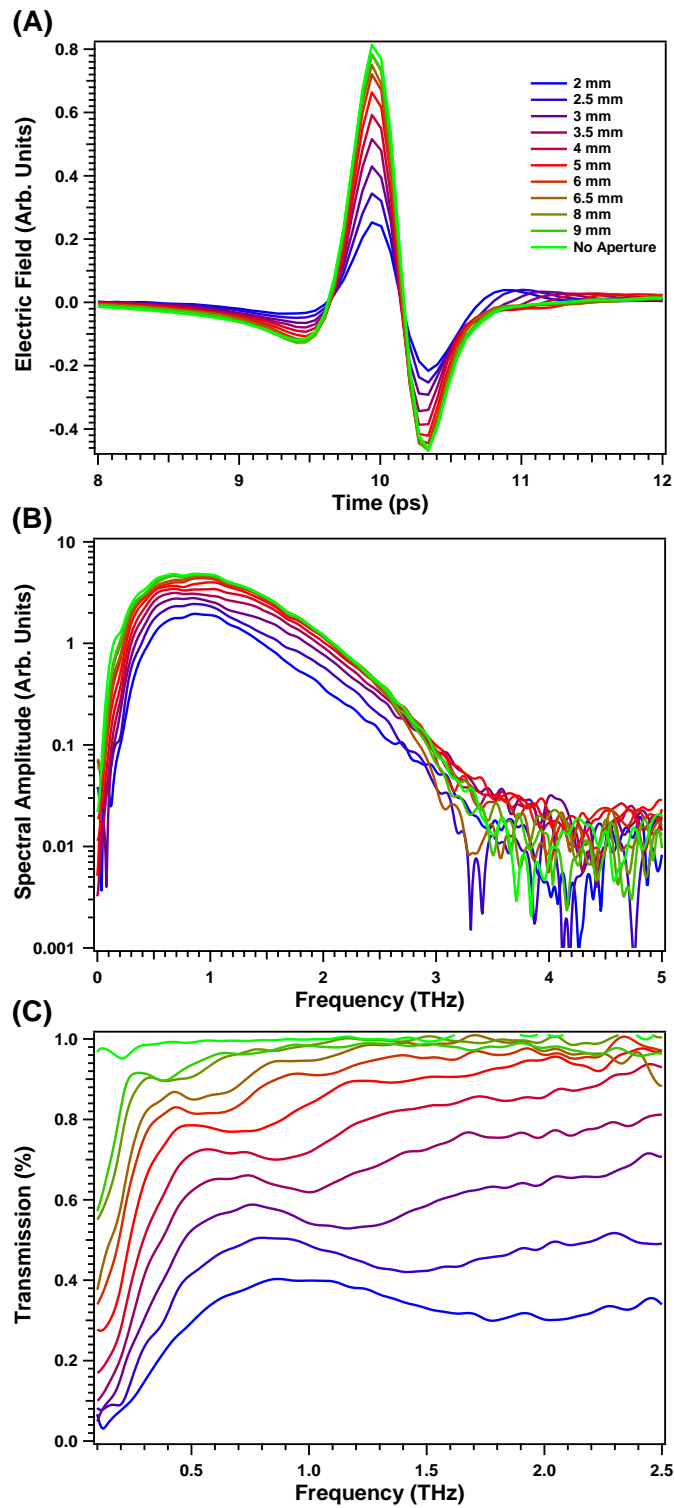 (A)
0.8
0.6
0.4
0.2
0.0
-0.2
-0.4
Electric Field (Arb. Units)
2 mm
2.5 mm
3 mm
3.5 mm
4 mm
5 mm
6 mm
6.5 mm
8 mm
9 mm
No Aperture
8 9 10 11 12
Time (ps)
(B)
10
1
0.1
0.01
0.001
Spectral Amplitude (Arb. Units)
0 1 2 3 4 5
Frequency (THz)
(C)
1.0
0.8
0.6
0.4
0.2
0.0
Transmission (%)
0.5 1.0 1.5 2.0 2.5
Frequency (THz)